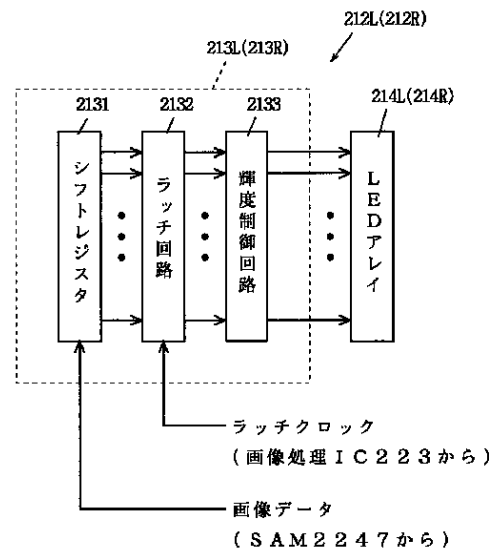 212L(212R)
213L(213R)
2131
2132
2133
214L(214R)
シフトレジスタ
ラッチ回路
輝度制御回路
LEDアレイ
ラッチクロック
(画像処理IC223から)
画像データ
(SAM2247から)